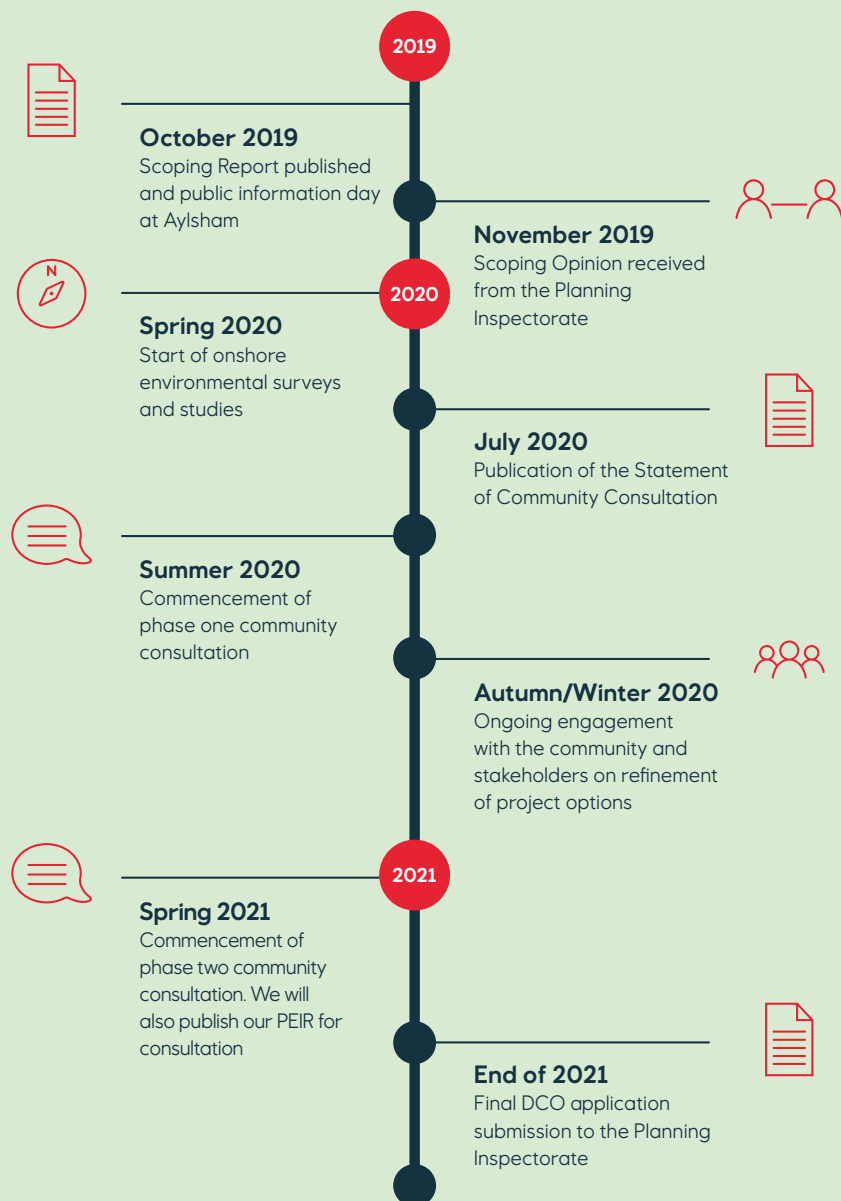 2019
October 2019
Scoping Report published
and public information day
at Aylsham
November 2019
Scoping Opinion received
from the Planning
Inspectorate
N
2020
Spring 2020
Start of onshore
environmental surveys
and studies
July 2020
Publication of the Statement
of Community Consultation
Summer 2020
Commencement of
phase one community
consultation
Autumn/Winter 2020
Ongoing engagement
with the community and
stakeholders on refinement
of project options
2021
Spring 2021
Commencement of
phase two community
consultation. We will
also publish our PEIR for
consultation
End of 2021
Final DCO application
submission to the Planning
Inspectorate